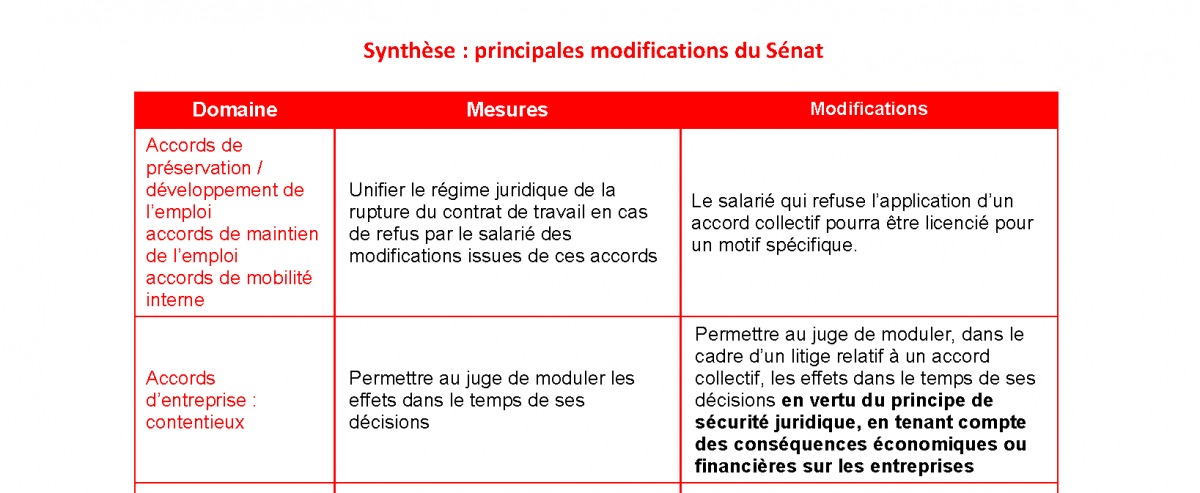 Synthèse : principales modifications du Sénat
Domaine
Mesures
Modifications
Accords de
préservation /
développement de
l’emploi
accords de maintien
de l’emploi
accords de mobilité
interne
Unifier le régime juridique de la
rupture du contrat de travail en cas
de refus par le salarié des
modifications issues de ces accords
Le salarié qui refuse l’application d’un
accord collectif pourra être licencié pour
un motif spécifique.
Accords
d’entreprise :
contentieux
Permettre au juge de moduler les
effets dans le temps de ses
décisions
Permettre au juge de moduler, dans le
cadre d’un litige relatif à un accord
collectif, les effets dans le temps de ses
décisions en vertu du principe de
sécurité juridique, en tenant compte
des conséquences économiques ou
financières sur les entreprises